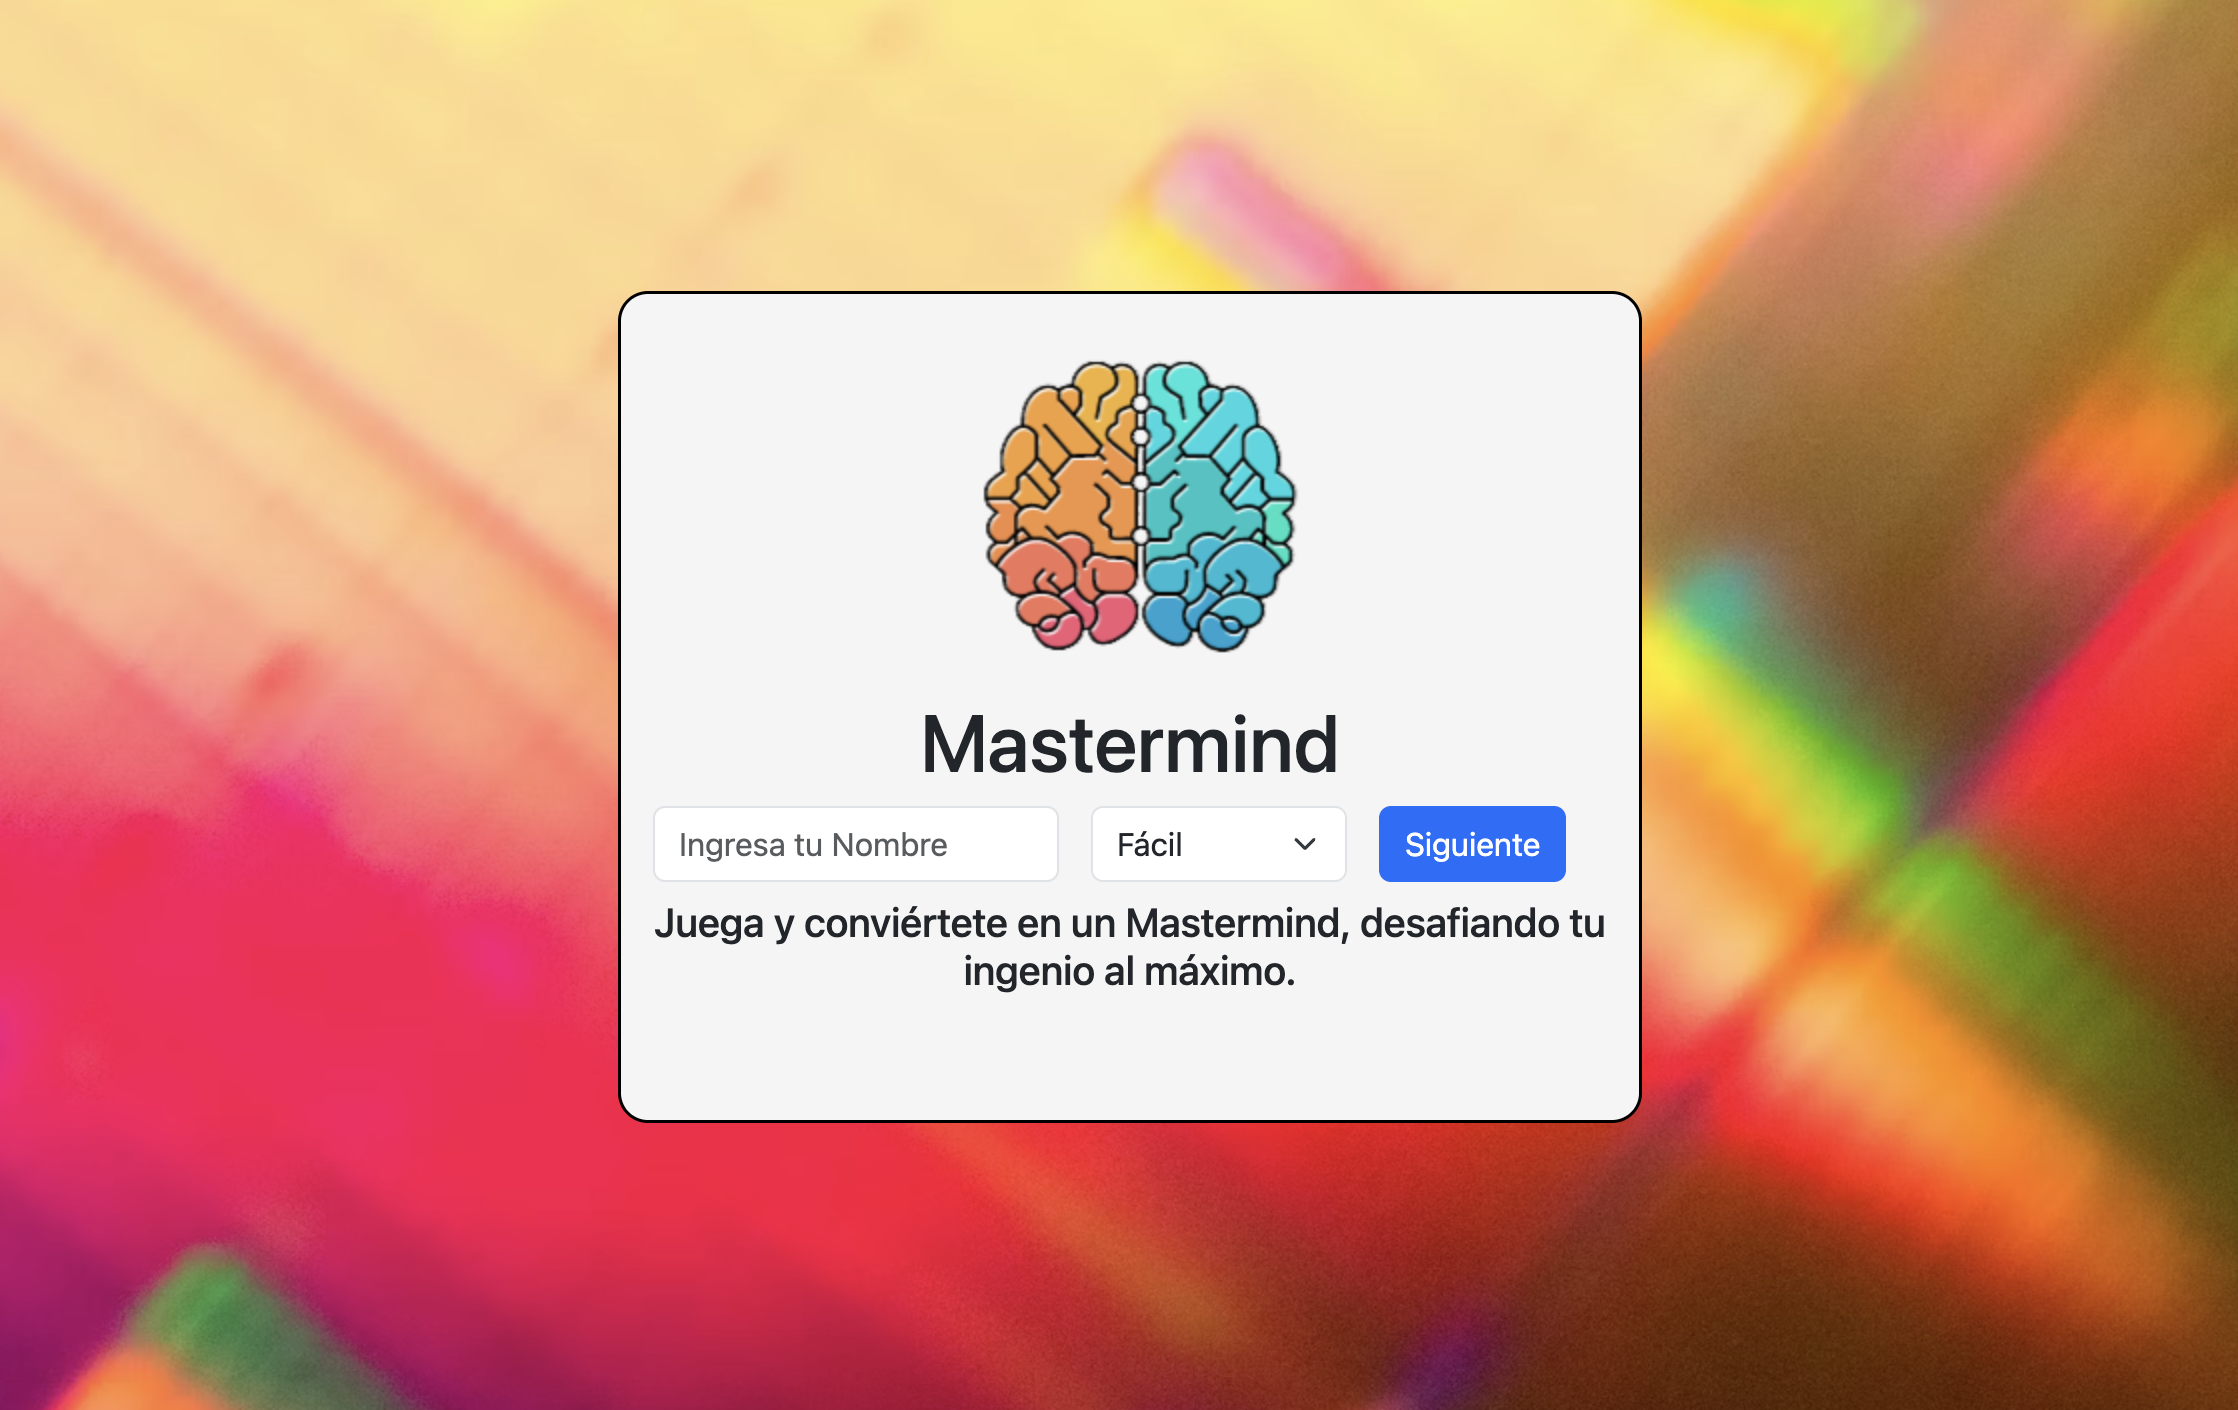 Mastermind
Ingresa tu Nombre
Fácil
Siguiente
Juega y conviértete en un Mastermind, desafiando tu
ingenio al máximo.